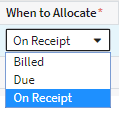 When to Allocate*
On Receipt
Billed
Due
On Receipt